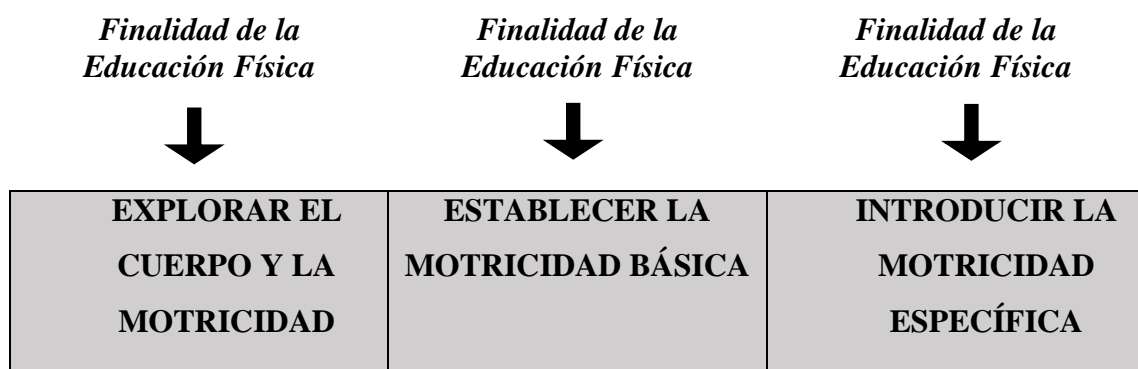 Finalidad de la
Educación Física
Finalidad de la
Educación Física
Finalidad de la
Educación Física
EXPLORAR EL
CUERPO Y LA
MOTRICIDAD
ESTABLECER LA
MOTRICIDAD BÁSICA
INTRODUCIR LA
MOTRICIDAD
ESPECÍFICA